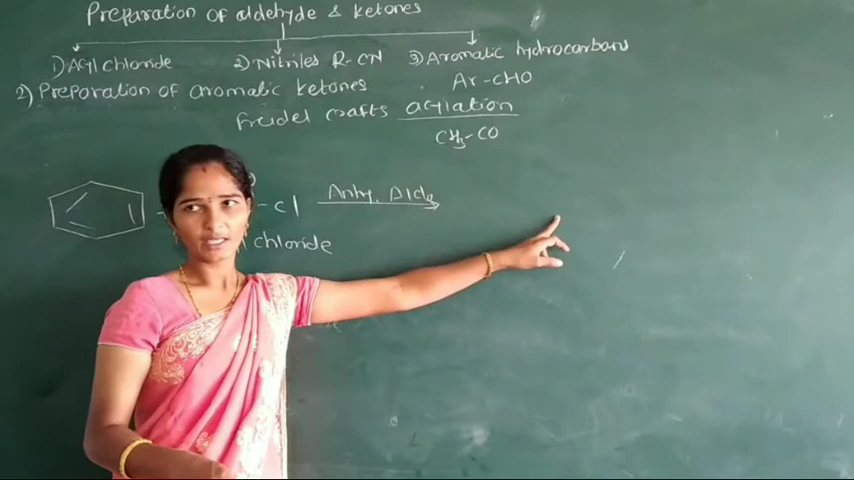 Preparation of aldehyde & ketones
1) Acyl chloride 2) Nitriles R-CN 3) Aromatic hydrocarbons
2) Preparation of aromatic ketones Ar-CHO
Freidel crafts acylation
CH3-CO
-Cl Anhy. AlCl3
chloride